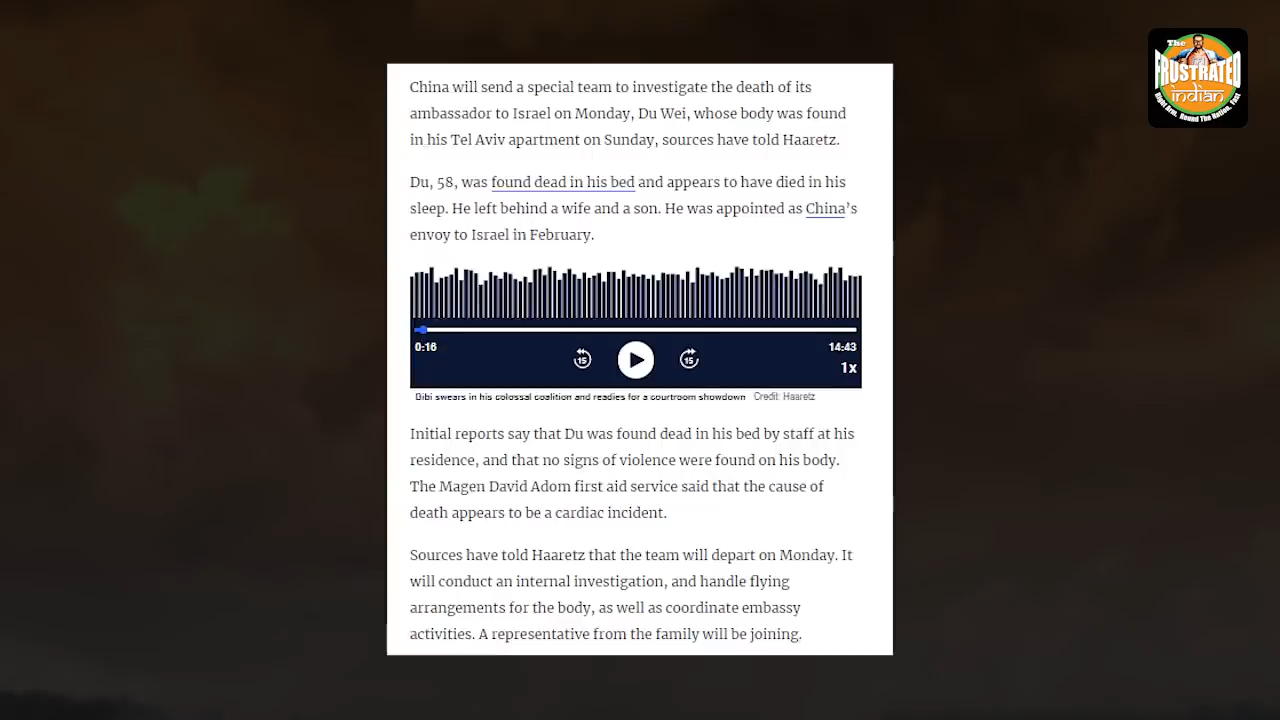 The
FRUSTRATED
indian
Right Arm. Round The Nation. Fast
China will send a special team to investigate the death of its
ambassador to Israel on Monday, Du Wei, whose body was found
in his Tel Aviv apartment on Sunday, sources have told Haaretz.
Du, 58, was found dead in his bed and appears to have died in his
sleep. He left behind a wife and a son. He was appointed as China’s
envoy to Israel in February.
0:16
15
15
14:43
1x
Bibi swears in his colossal coalition and readies for a courtroom showdown Credit: Haaretz
Initial reports say that Du was found dead in his bed by staff at his
residence, and that no signs of violence were found on his body.
The Magen David Adom first aid service said that the cause of
death appears to be a cardiac incident.
Sources have told Haaretz that the team will depart on Monday. It
will conduct an internal investigation, and handle flying
arrangements for the body, as well as coordinate embassy
activities. A representative from the family will be joining.